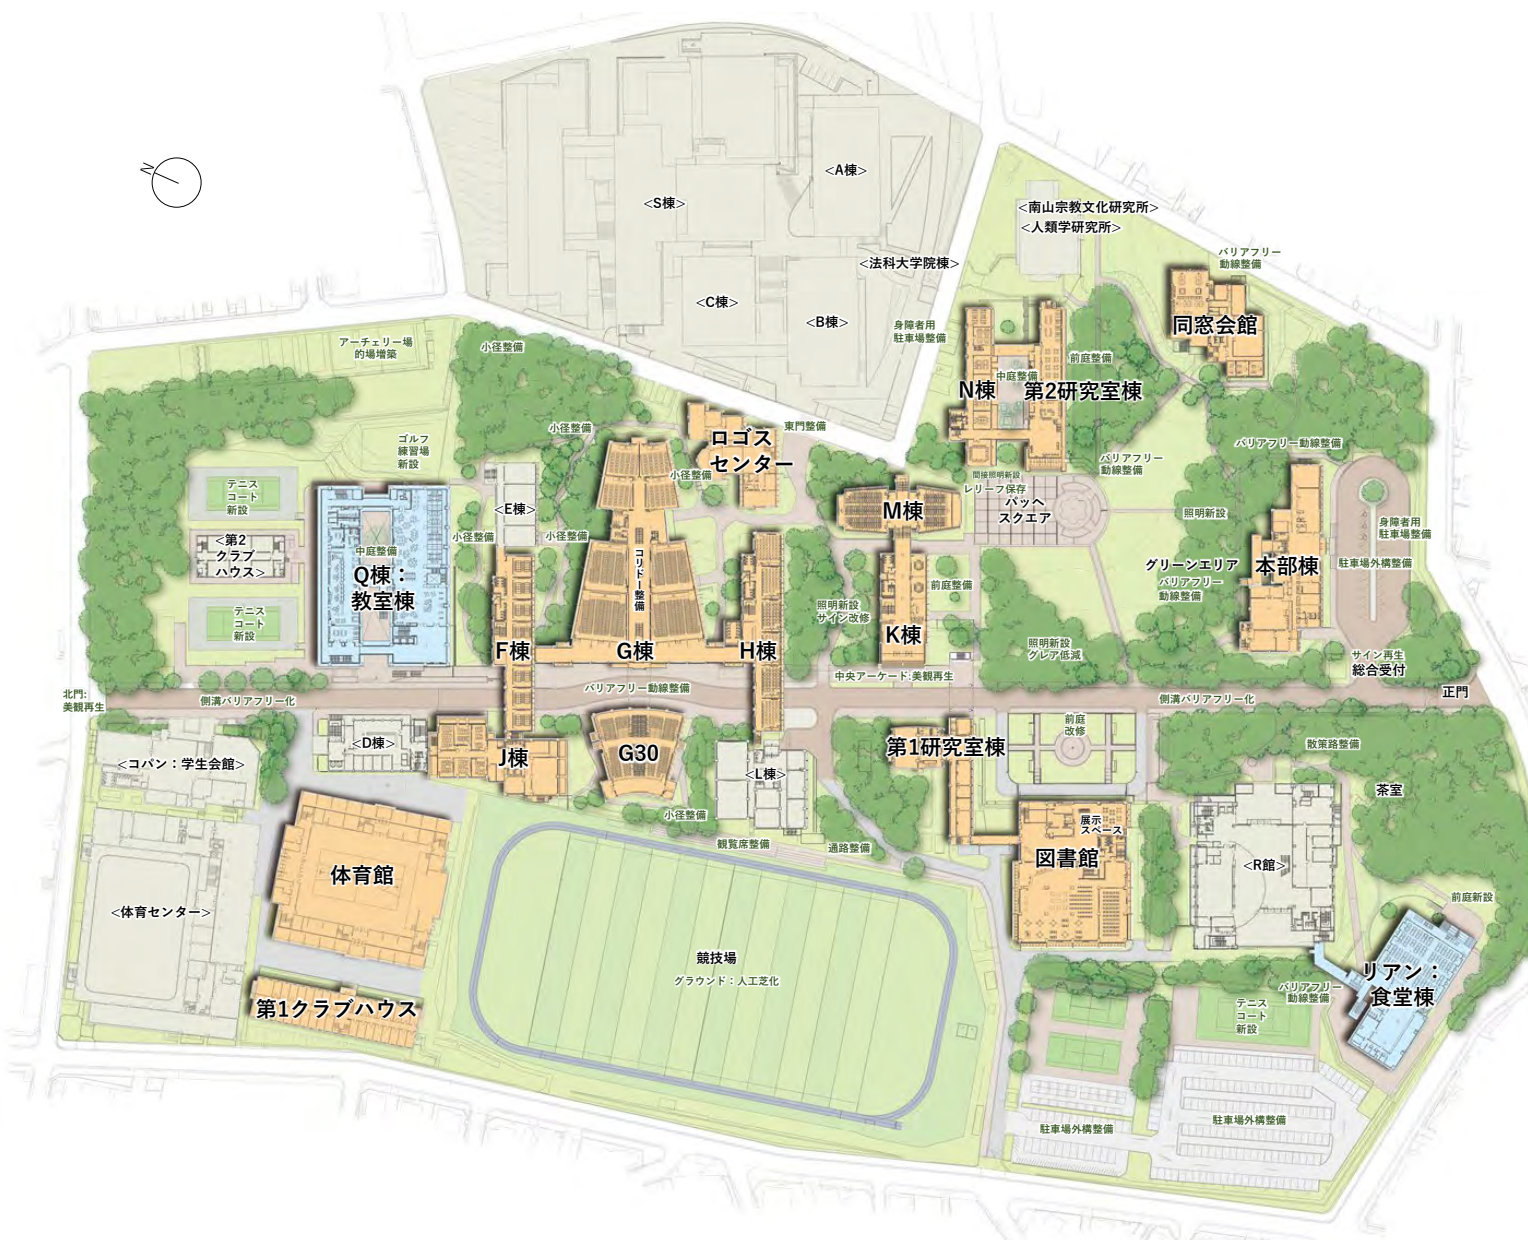 N
<S棟>
<A棟>
<C棟>
<B棟>
<法科大学院棟>
<南山宗教文化研究所>
<人類学研究所>
バリアフリー
動線整備
同窓会館
身障者用
駐車場整備
前庭整備
中庭整備
N棟
第2研究室棟
アーチェリー場
的場増築
小径整備
小径整備
ロゴス
センター
東門整備
ゴルフ
練習場
新設
小径整備
間接照明新設
レリーフ保存
バリアフリー
動線整備
バリアフリー動線整備
テニス
コート
新設
<E棟>
M棟
パッヘ
スクエア
照明新設
身障者用
駐車場整備
<第2
クラブ
ハウス>
中庭整備
Q棟：
教室棟
小径整備
小径整備
コリドー整備
グリーンエリア
バリアフリー
動線整備
本部棟
駐車場外構整備
テニス
コート
新設
照明新設
サイン改修
前庭整備
F棟
G棟
H棟
K棟
照明新設
グレア低減
サイン再生
総合受付
中央アーケード:美観再生
正門
北門:
美観再生
側溝バリアフリー化
バリアフリー動線整備
側溝バリアフリー化
<D棟>
J棟
G30
<L棟>
第1研究室棟
前庭
改修
散策路整備
<コパン：学生会館>
茶室
小径整備
観覧席整備
通路整備
展示
スペース
図書館
<R館>
体育館
<体育センター>
前庭新設
競技場
グラウンド：人工芝化
リアン：
食堂棟
バリアフリー
動線整備
第1クラブハウス
テニス
コート
新設
駐車場外構整備
駐車場外構整備